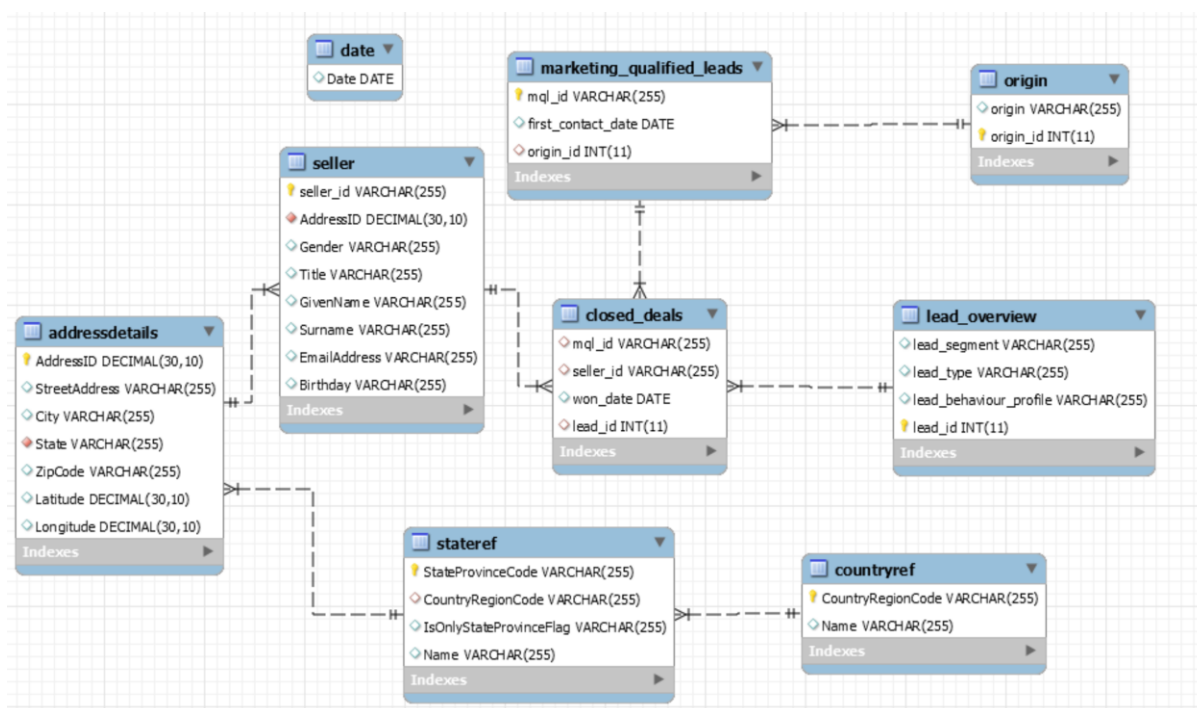 date
Date DATE
marketing_qualified_leads
mql_id VARCHAR(255)
first_contact_date DATE
origin_id INT(11)
Indexes
origin
origin VARCHAR(255)
origin_id INT(11)
Indexes
seller
seller_id VARCHAR(255)
AddressID DECIMAL(30,10)
Gender VARCHAR(255)
Title VARCHAR(255)
GivenName VARCHAR(255)
Surname VARCHAR(255)
EmailAddress VARCHAR(255)
Birthday VARCHAR(255)
Indexes
addressdetails
AddressID DECIMAL(30,10)
StreetAddress VARCHAR(255)
City VARCHAR(255)
State VARCHAR(255)
ZipCode VARCHAR(255)
Latitude DECIMAL(30,10)
Longitude DECIMAL(30,10)
Indexes
closed_deals
mql_id VARCHAR(255)
seller_id VARCHAR(255)
won_date DATE
lead_id INT(11)
Indexes
lead_overview
lead_segment VARCHAR(255)
lead_type VARCHAR(255)
lead_behaviour_profile VARCHAR(255)
lead_id INT(11)
Indexes
stateref
StateProvinceCode VARCHAR(255)
CountryRegionCode VARCHAR(255)
IsOnlyStateProvinceFlag VARCHAR(255)
Name VARCHAR(255)
Indexes
countryref
CountryRegionCode VARCHAR(255)
Name VARCHAR(255)
Indexes